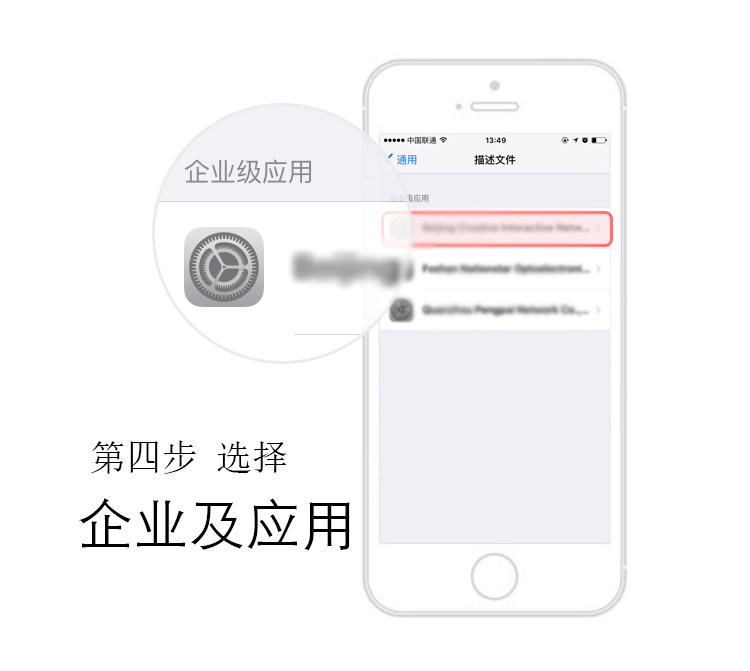 中国联通
13:49
通用
描述文件
企业级应用
企业级应用
Beijing Creative Interactive Netw...
Beijing
Foshan Nationstar Optoelectroni...
Quanzhou Pengpai Network Co.,...
第四步 选择
企业及应用